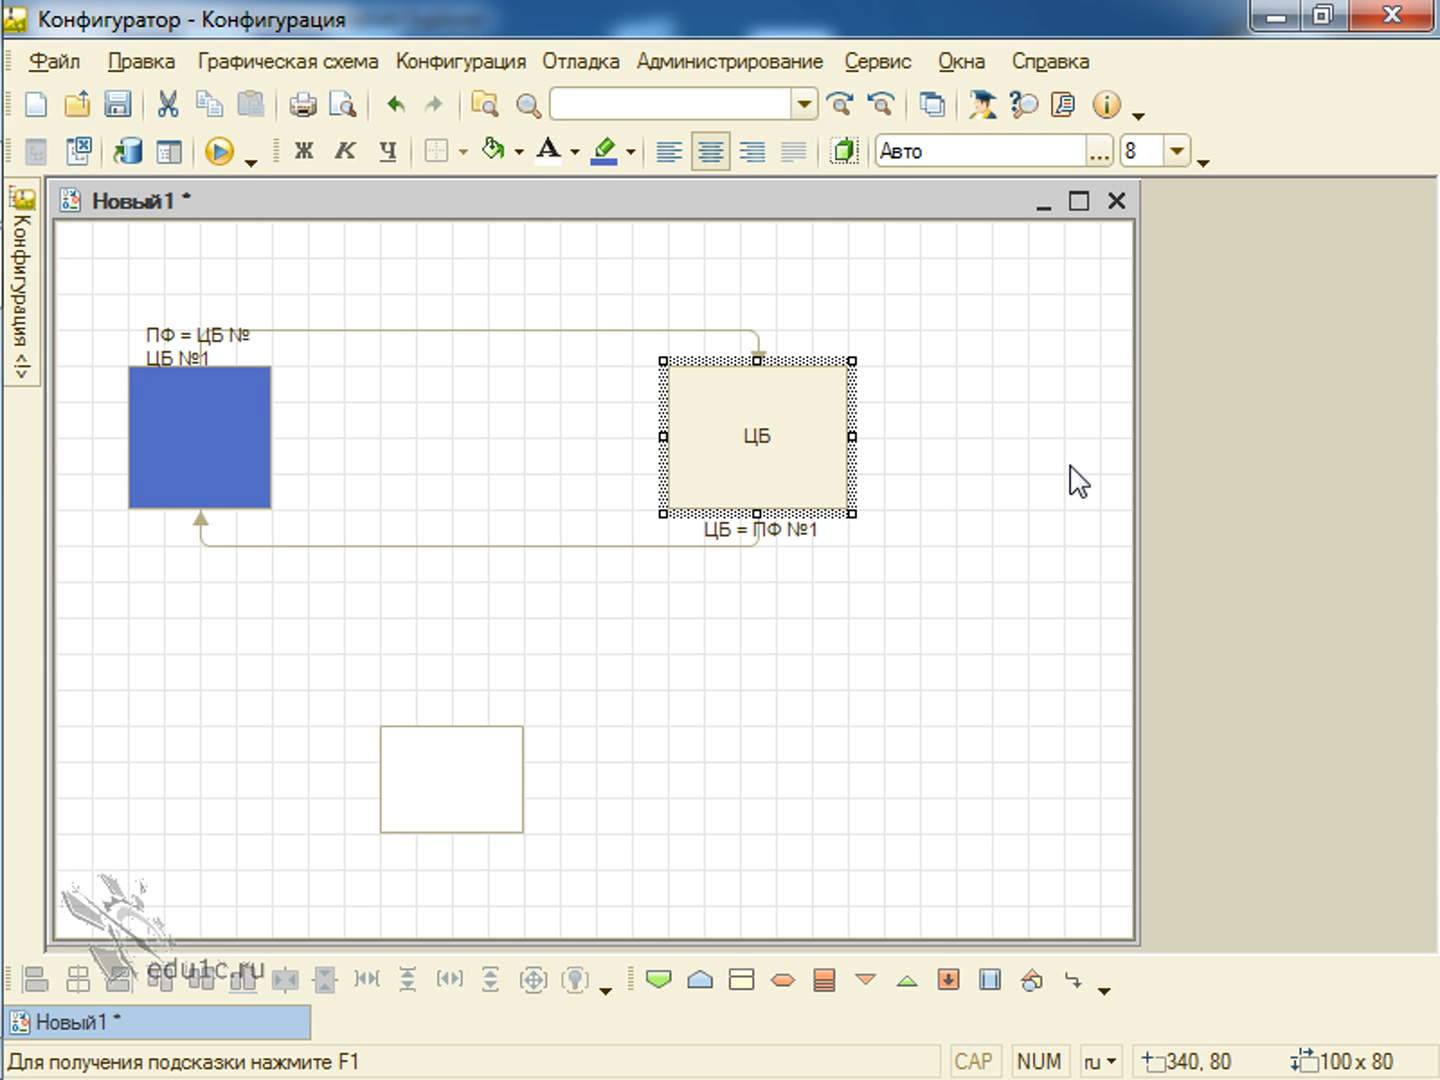 Конфигуратор - Конфигурация
Файл Правка Графическая схема Конфигурация Отладка Администрирование Сервис Окна Справка
Ж К Ч А Авто ... 8
Конфигурация <!>
Новый1 *
ПФ = ЦБ №
ЦБ №1
ЦБ
ЦБ = ПФ №1
edu1c.ru
Новый1 *
Для получения подсказки нажмите F1 CAP NUM ru 340, 80 100 x 80